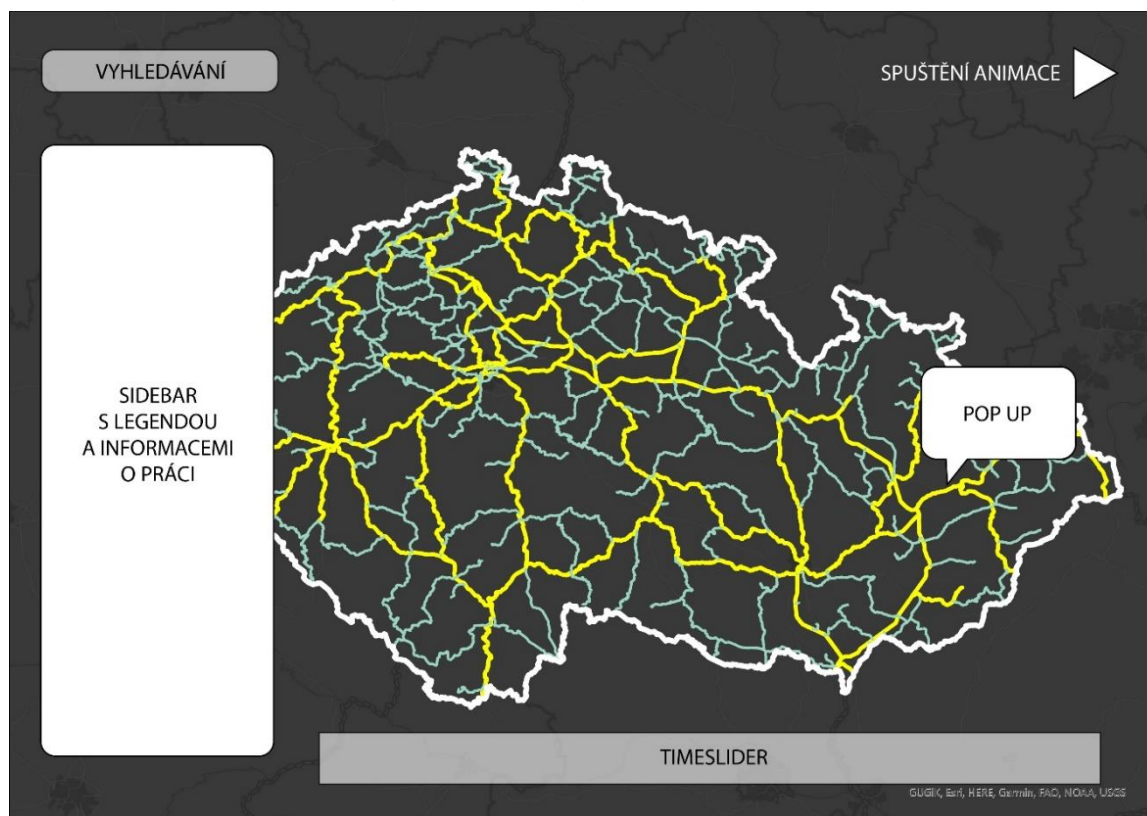 VYHLEDÁVÁNÍ
SPUŠTĚNÍ ANIMACE
SIDEBAR
S LEGENDOU
A INFORMACEMI
O PRÁCI
POP UP
TIMESLIDER
GUGIK, Esri, HERE, Garmin, FAO, NOAA, USGS